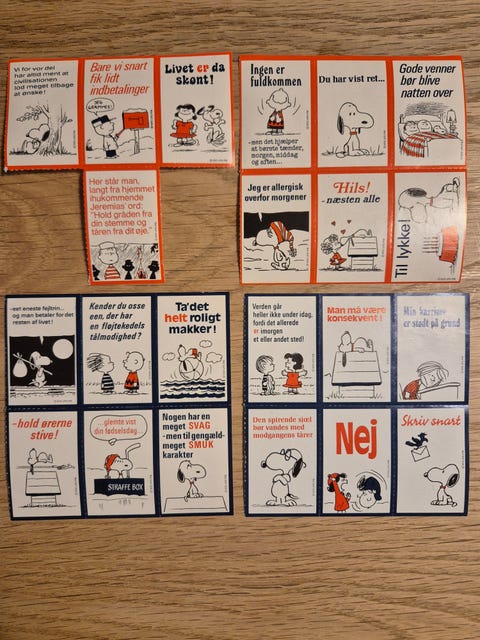 Vi for vor del
har altid ment at
civilisationen
lod meget tilbage
at ønske!
Bare vi snart
fik lidt
indbetalinger
Livet er da
skønt!
Her står man,
langt fra hjemmet
ihukommende
Jeremias' ord:
"Hold gråden fra
din stemme og
tåren fra dit øje."
Ingen er
fuldkommen
-men det hjælper
at børste tænder,
morgen, middag
og aften...
Du har vist ret...
Gode venner
bør blive
natten over
Jeg er allergisk
overfor morgener
Hils!
- næsten alle
Til lykke!
-eet eneste fejltrin...
og man betaler for det
resten af livet!
Kender du osse
een, der har
en fløjtekedels
tålmodighed?
Ta'det
helt roligt
makker!
-hold ørerne
stive!
...glemte vist
din fødselsdag...
STRAFFE BOX
Nogen har en
meget SVAG
-men til gengæld-
meget SMUK
karakter
Verden går
heller ikke under idag,
fordi det allerede
er imorgen
et eller andet sted!
Man må være
konsekvent!
Min karriere
er stødt på grund
Den spirende sjæl
bør vandes med
modgangens tårer
Nej
Skriv snart